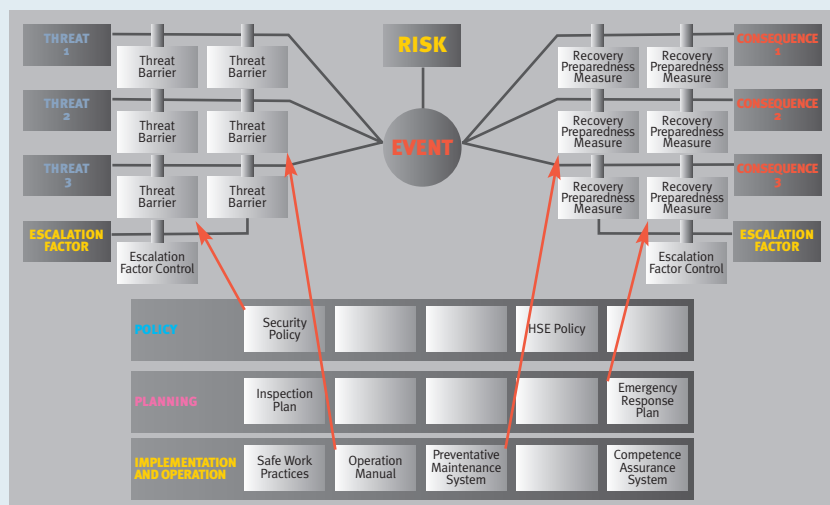 THREAT
1
Threat
Barrier
Threat
Barrier
RISK
Recovery
Preparedness
Measure
Recovery
Preparedness
Measure
CONSEQUENCE
1
THREAT
2
Threat
Barrier
Threat
Barrier
EVENT
Recovery
Preparedness
Measure
Recovery
Preparedness
Measure
CONSEQUENCE
2
THREAT
3
Threat
Barrier
Threat
Barrier
Recovery
Preparedness
Measure
Recovery
Preparedness
Measure
CONSEQUENCE
3
ESCALATION
FACTOR
Escalation
Factor Control
Escalation
Factor Control
ESCALATION
FACTOR
POLICY
Security
Policy
HSE Policy
PLANNING
Inspection
Plan
Emergency
Response
Plan
IMPLEMENTATION
AND OPERATION
Safe Work
Practices
Operation
Manual
Preventative
Maintenance
System
Competence
Assurance
System